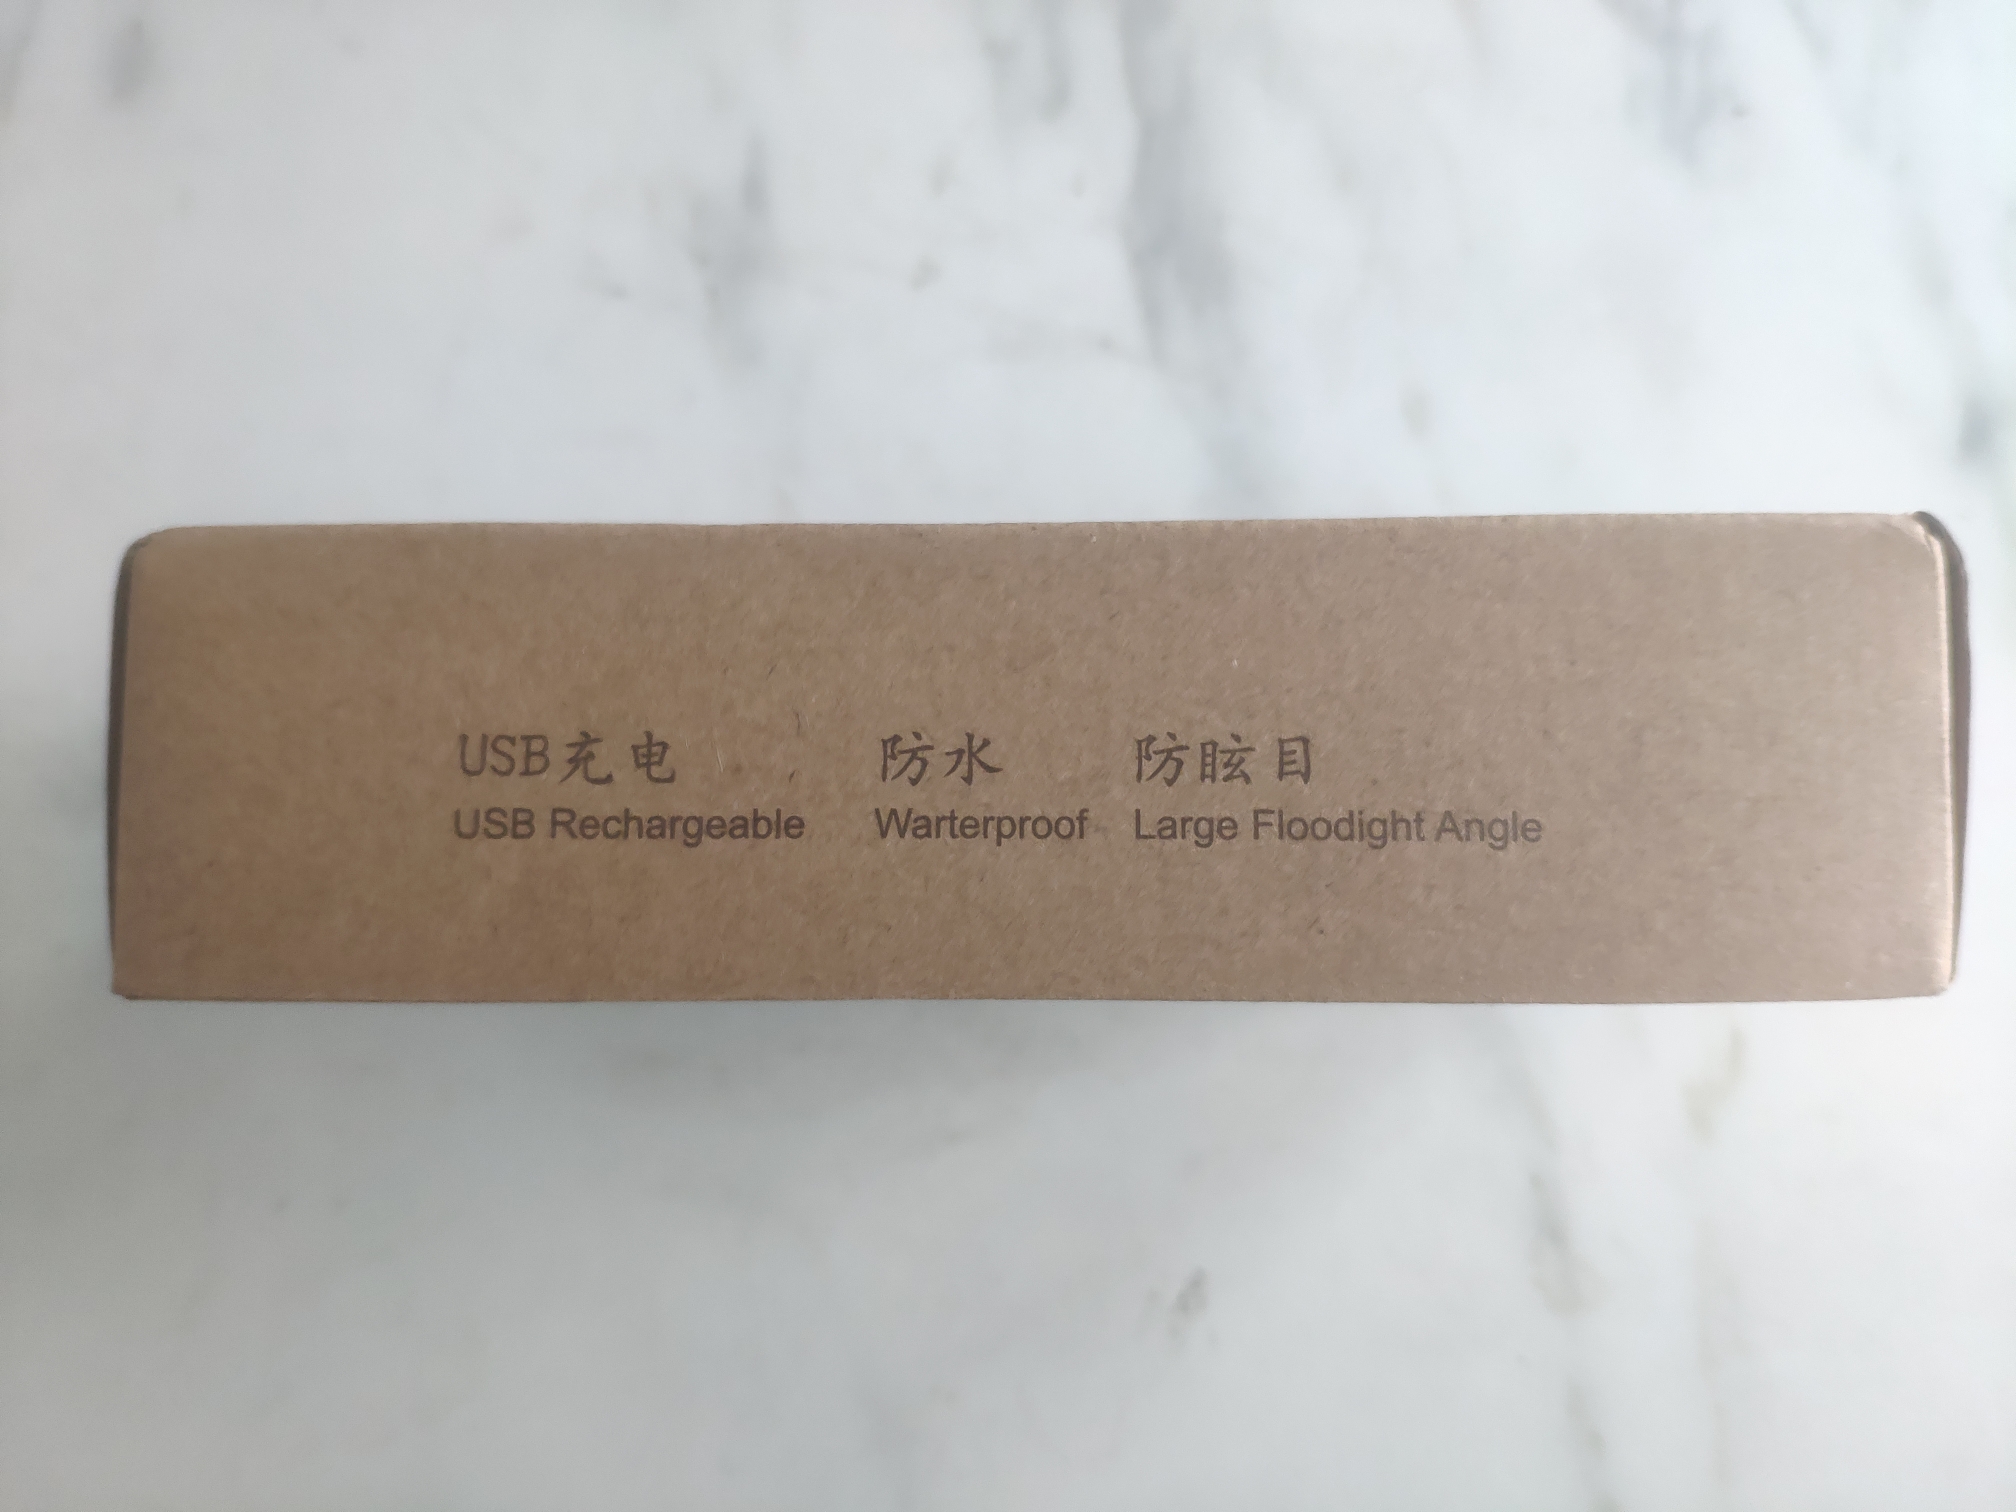 USB充电 防水 防眩目
USB Rechargeable Warterproof Large Floodight Angle